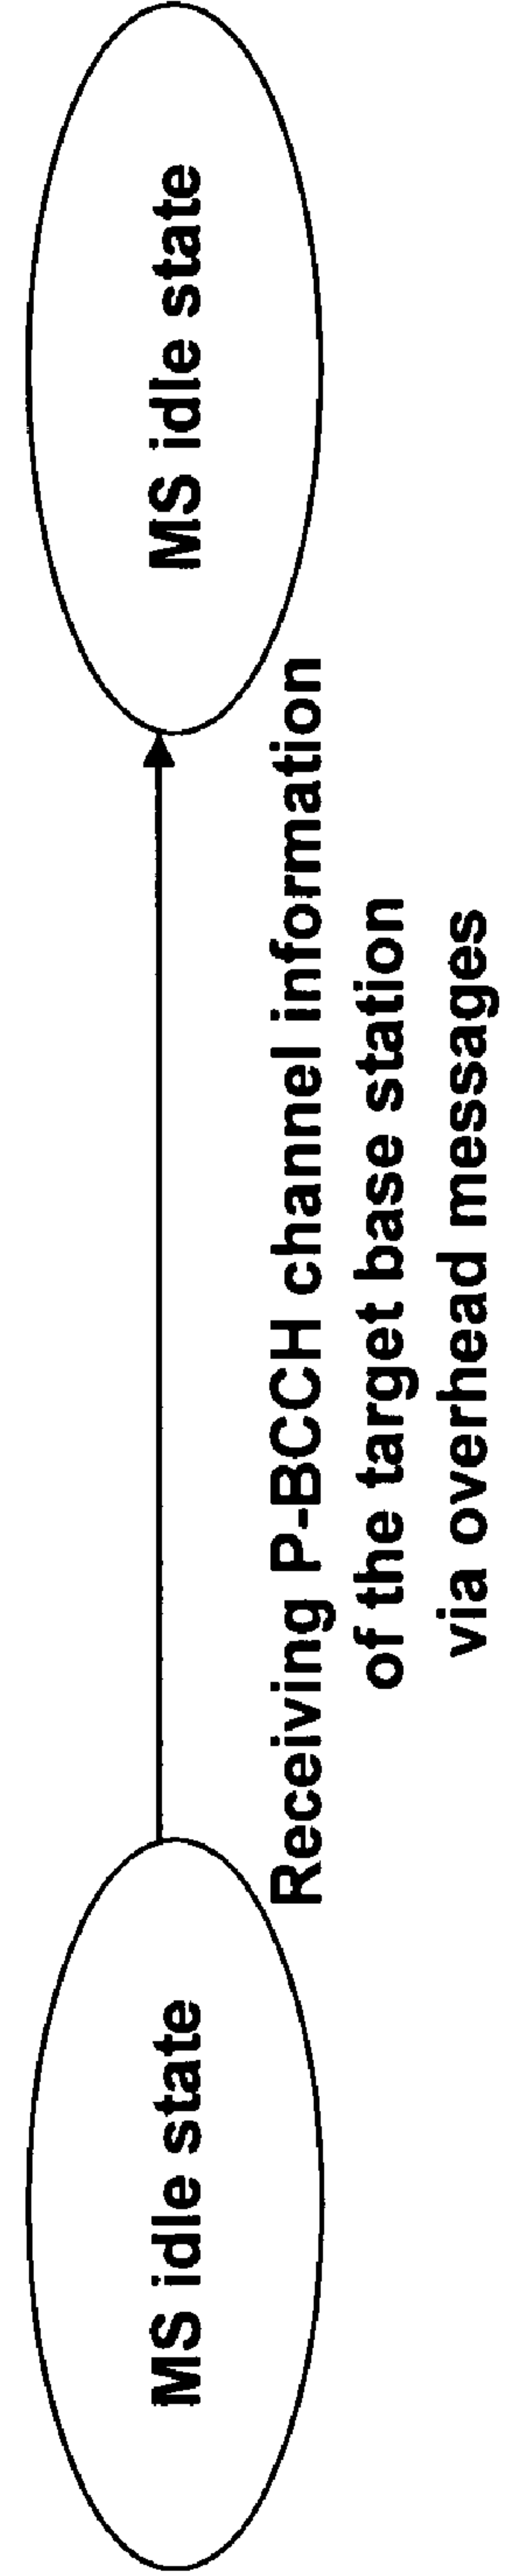 MS idle state
Receiving P-BCCH channel information
of the target base station
via overhead messages
MS idle state